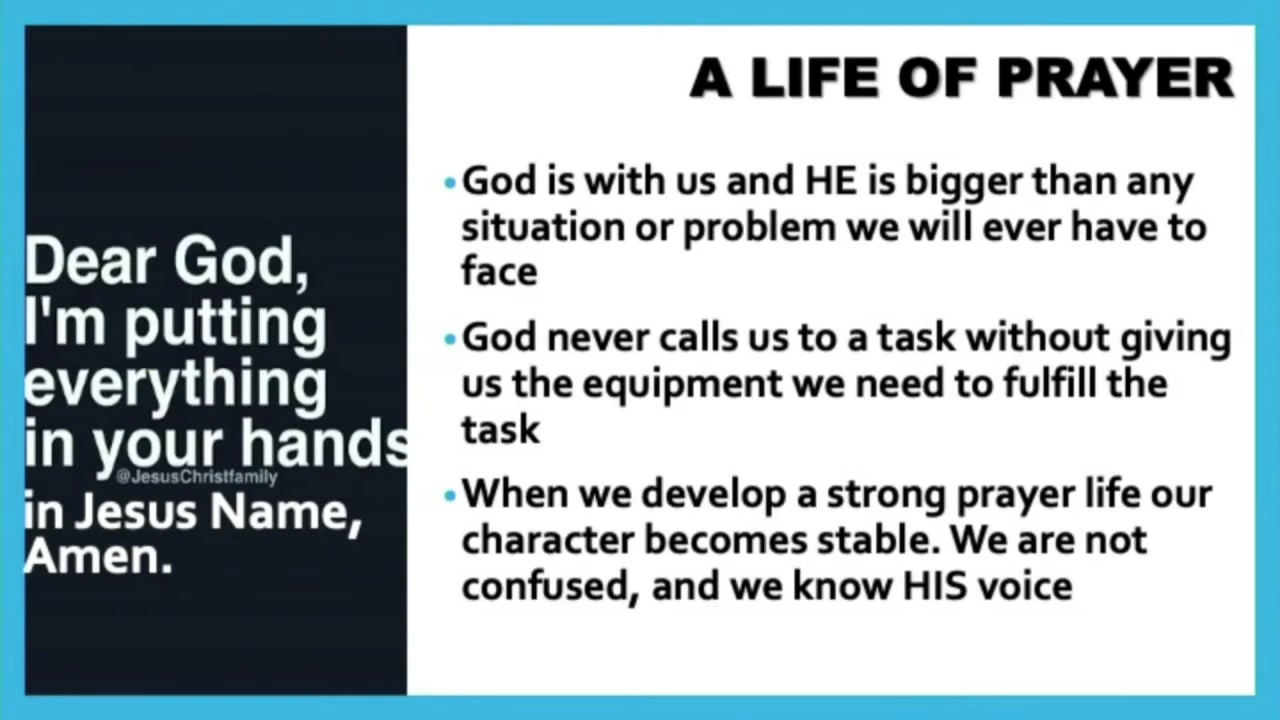 A LIFE OF PRAYER
Dear God,
I'm putting
everything
in your hands
@JesusChristfamily
in Jesus Name,
Amen.
•God is with us and HE is bigger than any
situation or problem we will ever have to
face
•God never calls us to a task without giving
us the equipment we need to fulfill the
task
•When we develop a strong prayer life our
character becomes stable. We are not
confused, and we know HIS voice